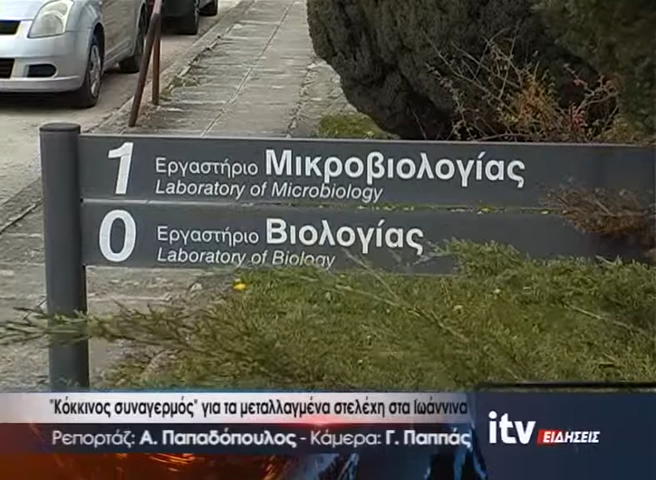 1 Εργαστήριο Μικροβιολογίας,
Laboratory of Microbiology,
0 Εργαστήριο Βιολογίας,
Laboratory of Biology,
"Κόκκινος συναγερμός" για τα μεταλλαγμένα στελέχη στα Ιωάννινα
Ρεπορτάζ: Α. Παπαδόπουλος - Κάμερα: Γ. Παππάς
itv ΕΙΔΗΣΕΙΣ